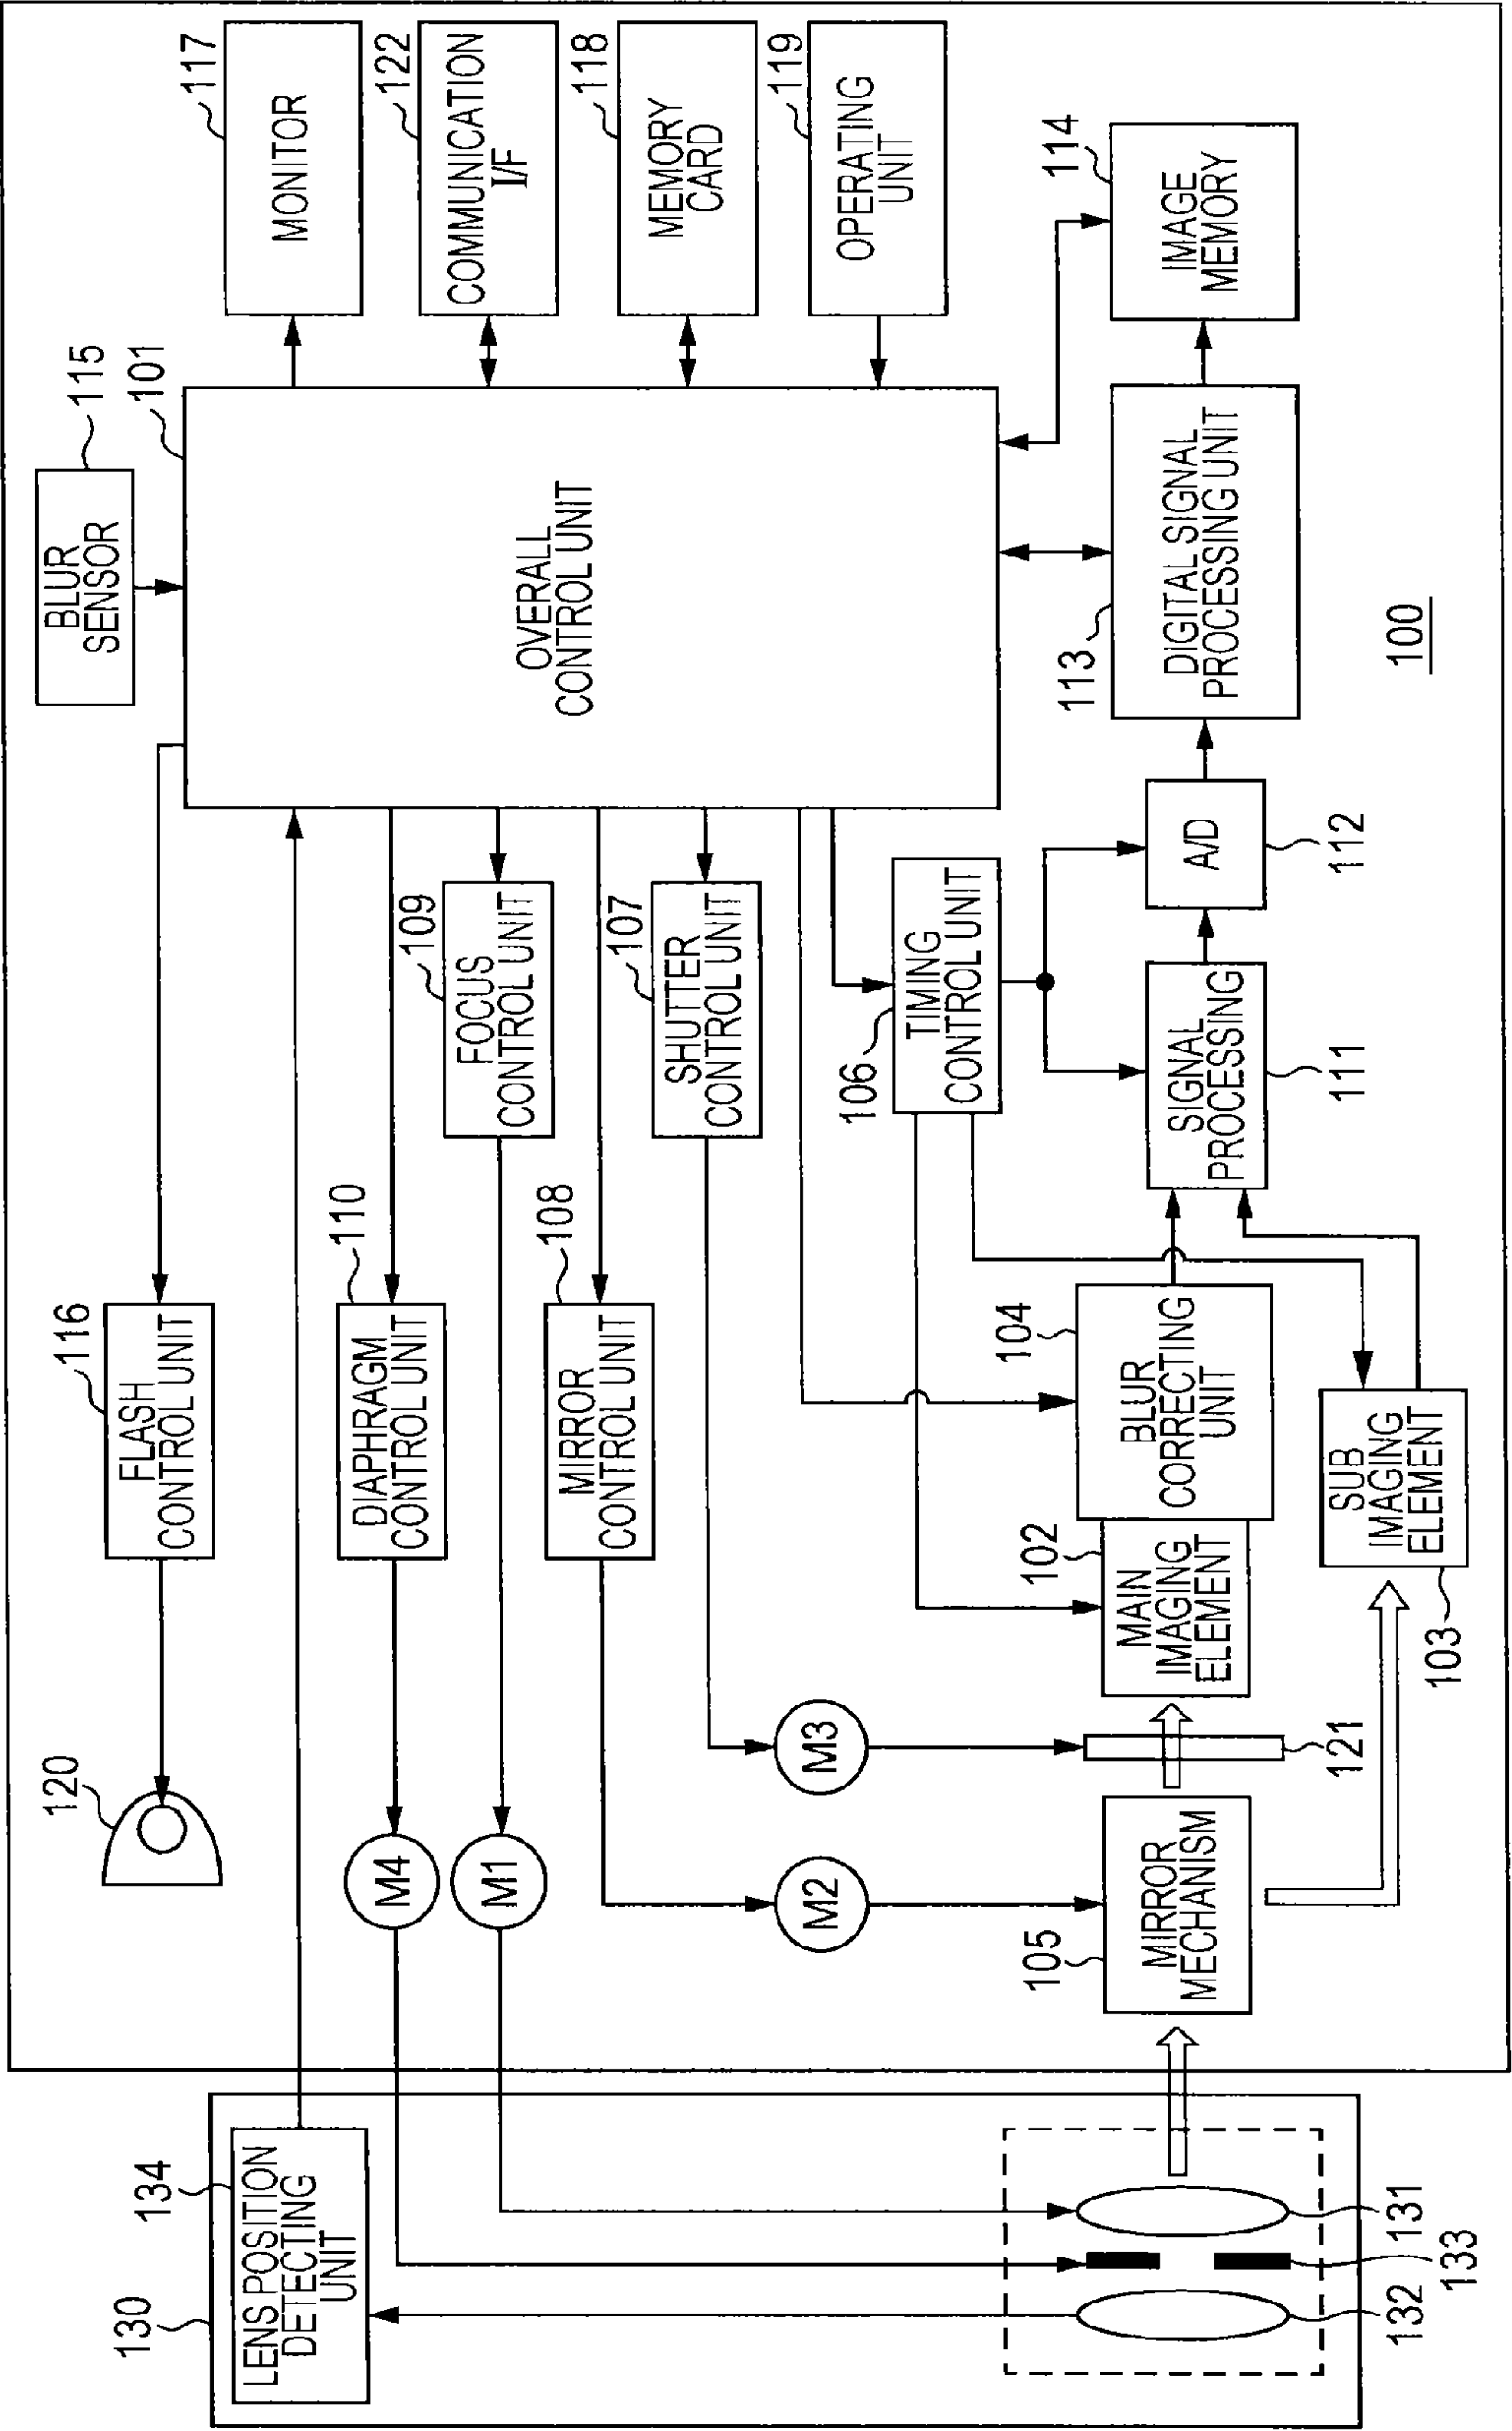 130
134
LENS POSITION
DETECTING
UNIT
132
133
131
120
116
FLASH
CONTROL UNIT
115
BLUR
SENSOR
101
OVERALL
CONTROL UNIT
117
MONITOR
122
COMMUNICATION
I/F
118
MEMORY
CARD
119
OPERATING
UNIT
M4
110
DIAPHRAGM
CONTROL UNIT
M1
109
FOCUS
CONTROL UNIT
108
MIRROR
CONTROL UNIT
107
SHUTTER
CONTROL UNIT
M2
M3
106
TIMING
CONTROL UNIT
105
MIRROR
MECHANISM
121
102
MAIN
IMAGING
ELEMENT
104
BLUR
CORRECTING
UNIT
103
SUB
IMAGING
ELEMENT
SIGNAL
PROCESSING
111
A/D
112
113
DIGITAL SIGNAL
PROCESSING UNIT
114
IMAGE
MEMORY
100